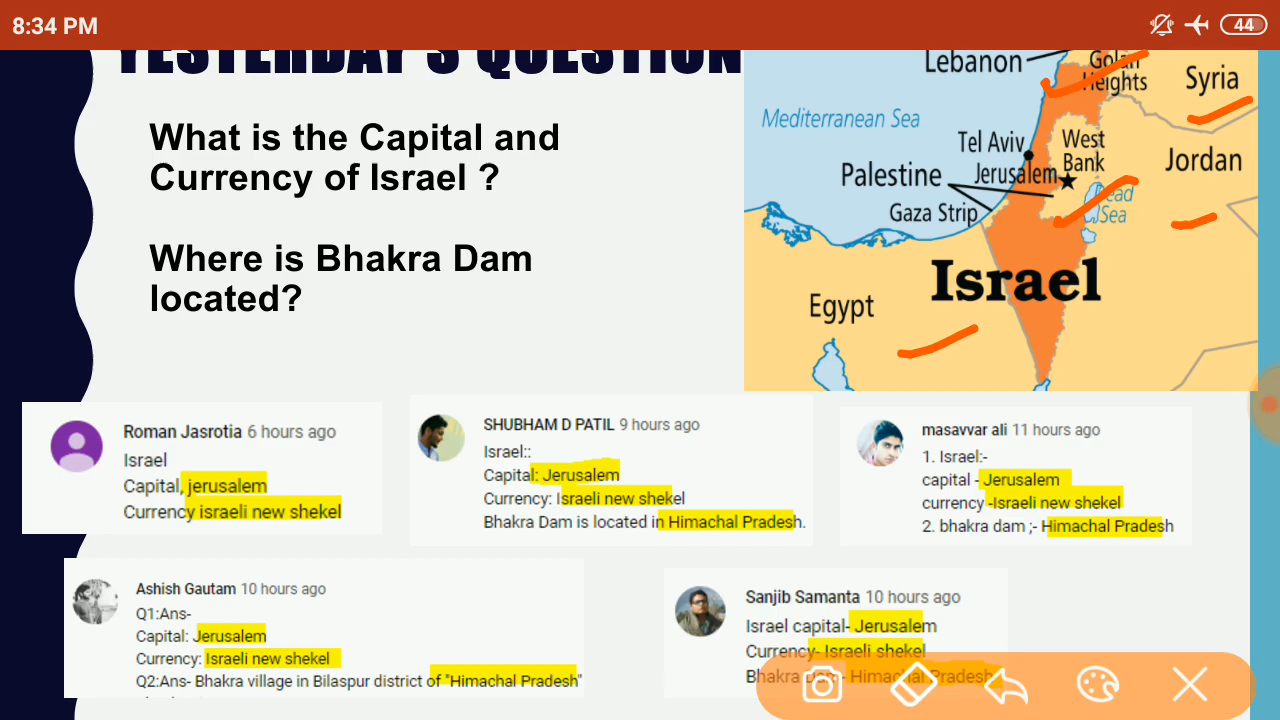 8:34 PM
44
YESTERDAY'S QUESTION
What is the Capital and
Currency of Israel ?
Where is Bhakra Dam
located?
Lebanon
Golan
Heights
Syria
Mediterranean Sea
Tel Aviv
West
Bank
Jordan
Palestine
Jerusalem
Dead
Sea
Gaza Strip
Israel
Egypt
Roman Jasrotia 6 hours ago
Israel
Capital, jerusalem
Currency israeli new shekel
SHUBHAM D PATIL 9 hours ago
Israel::
Capital: Jerusalem
Currency: Israeli new shekel
Bhakra Dam is located in Himachal Pradesh.
masavvar ali 11 hours ago
1. Israel:-
capital - Jerusalem
currency -Israeli new shekel
2. bhakra dam ;- Himachal Pradesh
Ashish Gautam 10 hours ago
Q1:Ans-
Capital: Jerusalem
Currency: Israeli new shekel
Q2:Ans- Bhakra village in Bilaspur district of "Himachal Pradesh"
Sanjib Samanta 10 hours ago
Israel capital- Jerusalem
Currency- Israeli shekel
Bhakra Dam- Himachal Pradesh